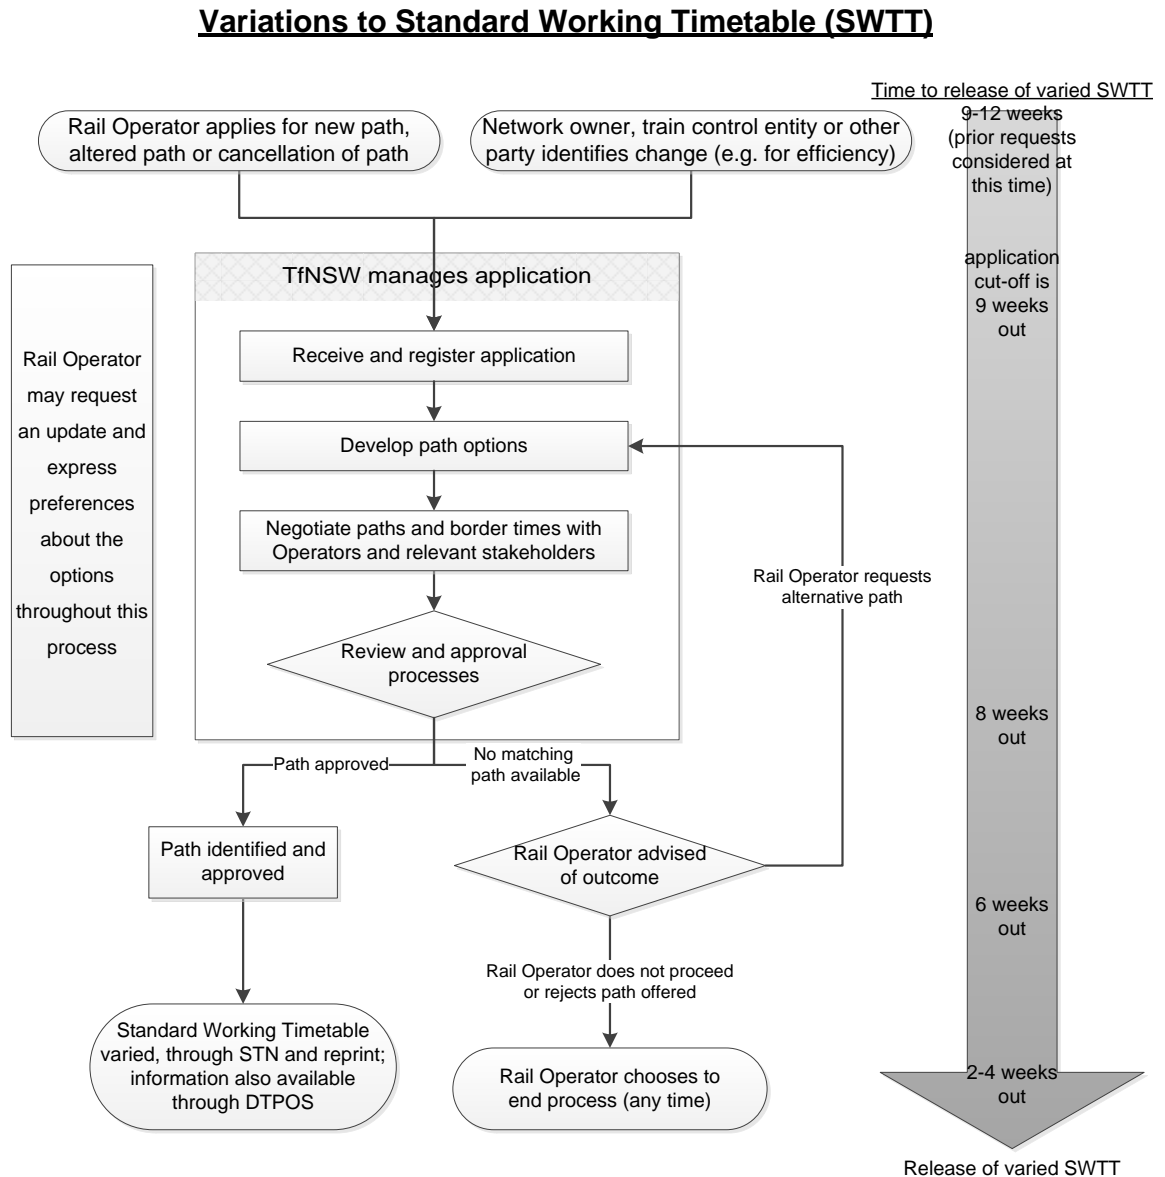 Variations to Standard Working Timetable (SWTT)
Time to release of varied SWTT
Rail Operator applies for new path,
altered path or cancellation of path
Network owner, train control entity or other
party identifies change (e.g. for efficiency)
9-12 weeks
(prior requests
considered at
this time)
TfNSW manages application
application
cut-off is
9 weeks
out
Rail Operator
may request
an update and
express
preferences
about the
options
throughout this
process
Receive and register application
Develop path options
Negotiate paths and border times with
Operators and relevant stakeholders
Rail Operator requests
alternative path
Review and approval
processes
8 weeks
out
Path approved
No matching
path available
Path identified and
approved
Rail Operator advised
of outcome
6 weeks
out
Rail Operator does not proceed
or rejects path offered
Standard Working Timetable
varied, through STN and reprint;
information also available
through DTPOS
Rail Operator chooses to
end process (any time)
2-4 weeks
out
Release of varied SWTT